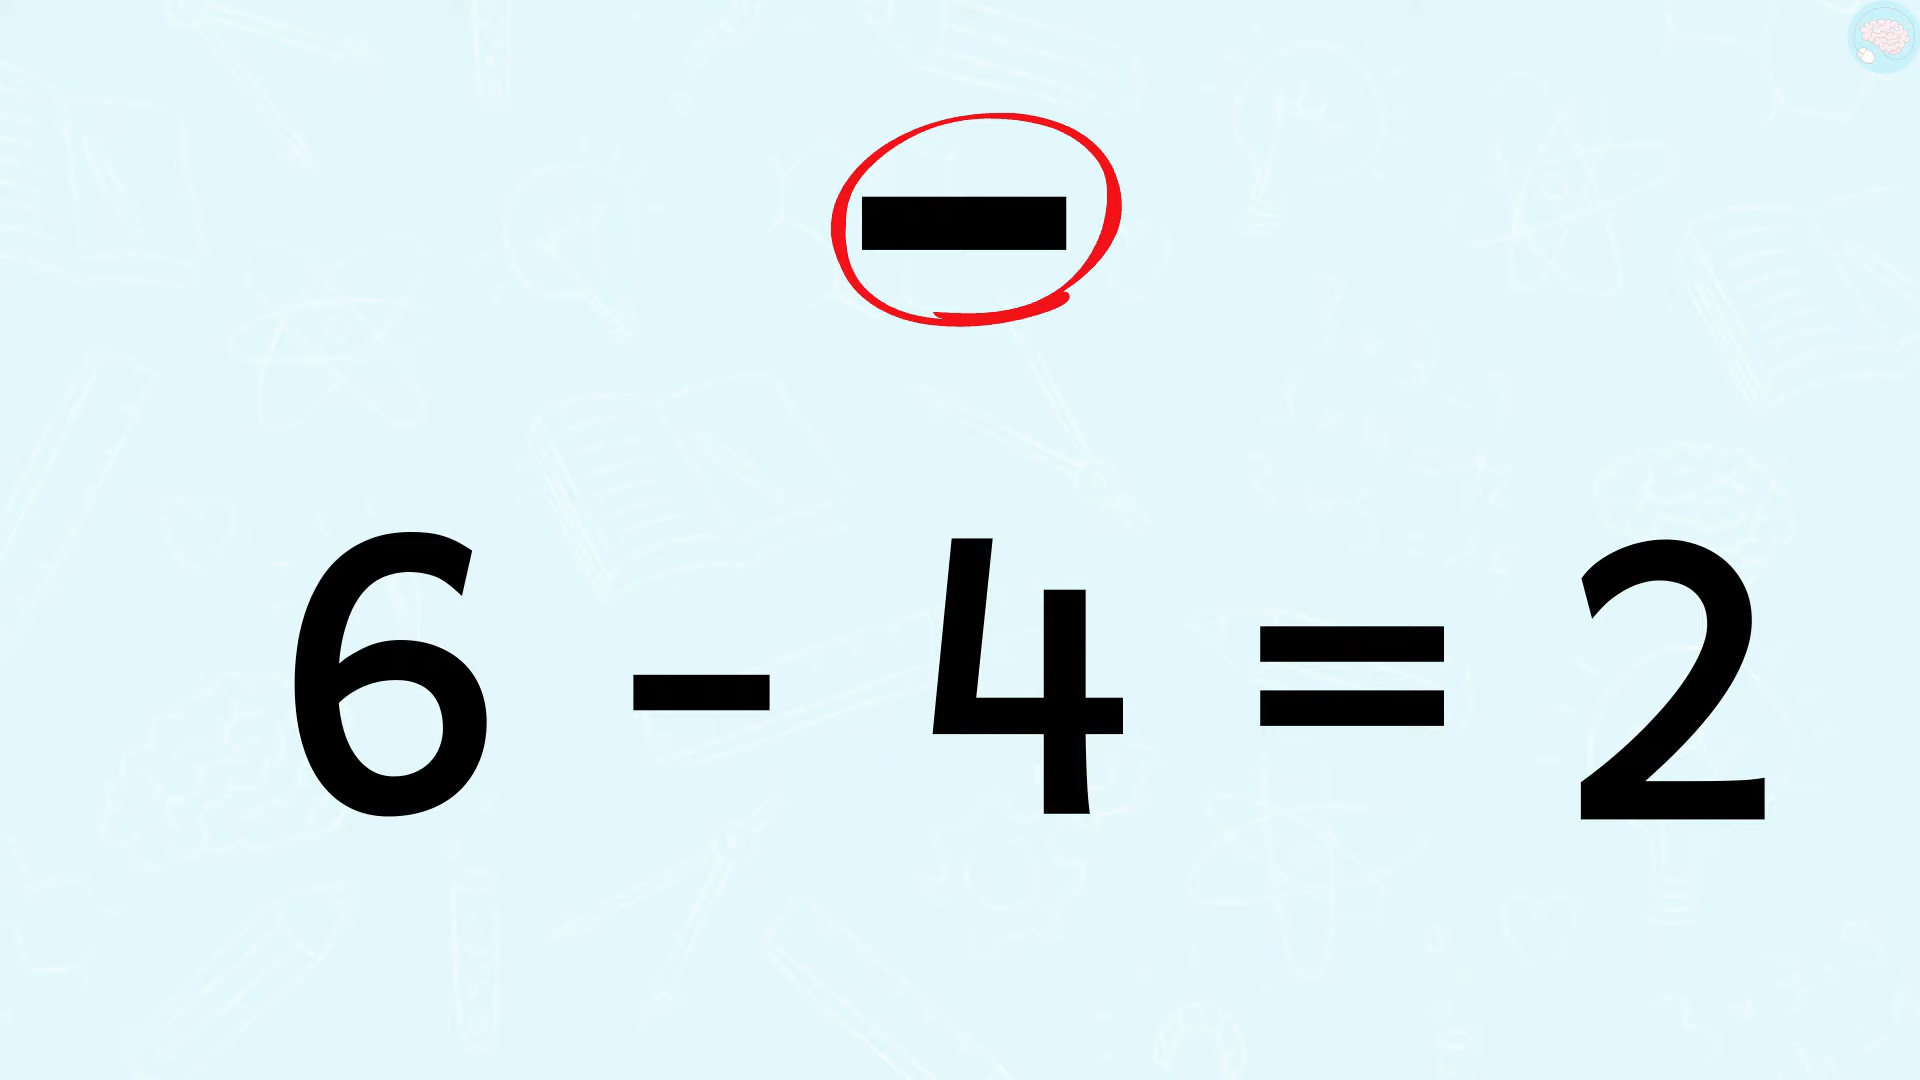 –
6 – 4 = 2